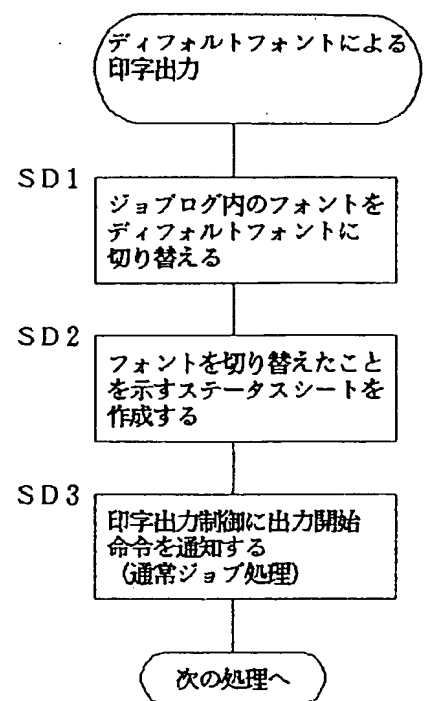 ディフォルトフォントによる
印字出力
SD1
ジョブログ内のフォントを
ディフォルトフォントに
切り替える
SD2
フォントを切り替えたこと
を示すステータスシートを
作成する
SD3
印字出力制御に出力開始
命令を通知する
(通常ジョブ処理)
次の処理へ